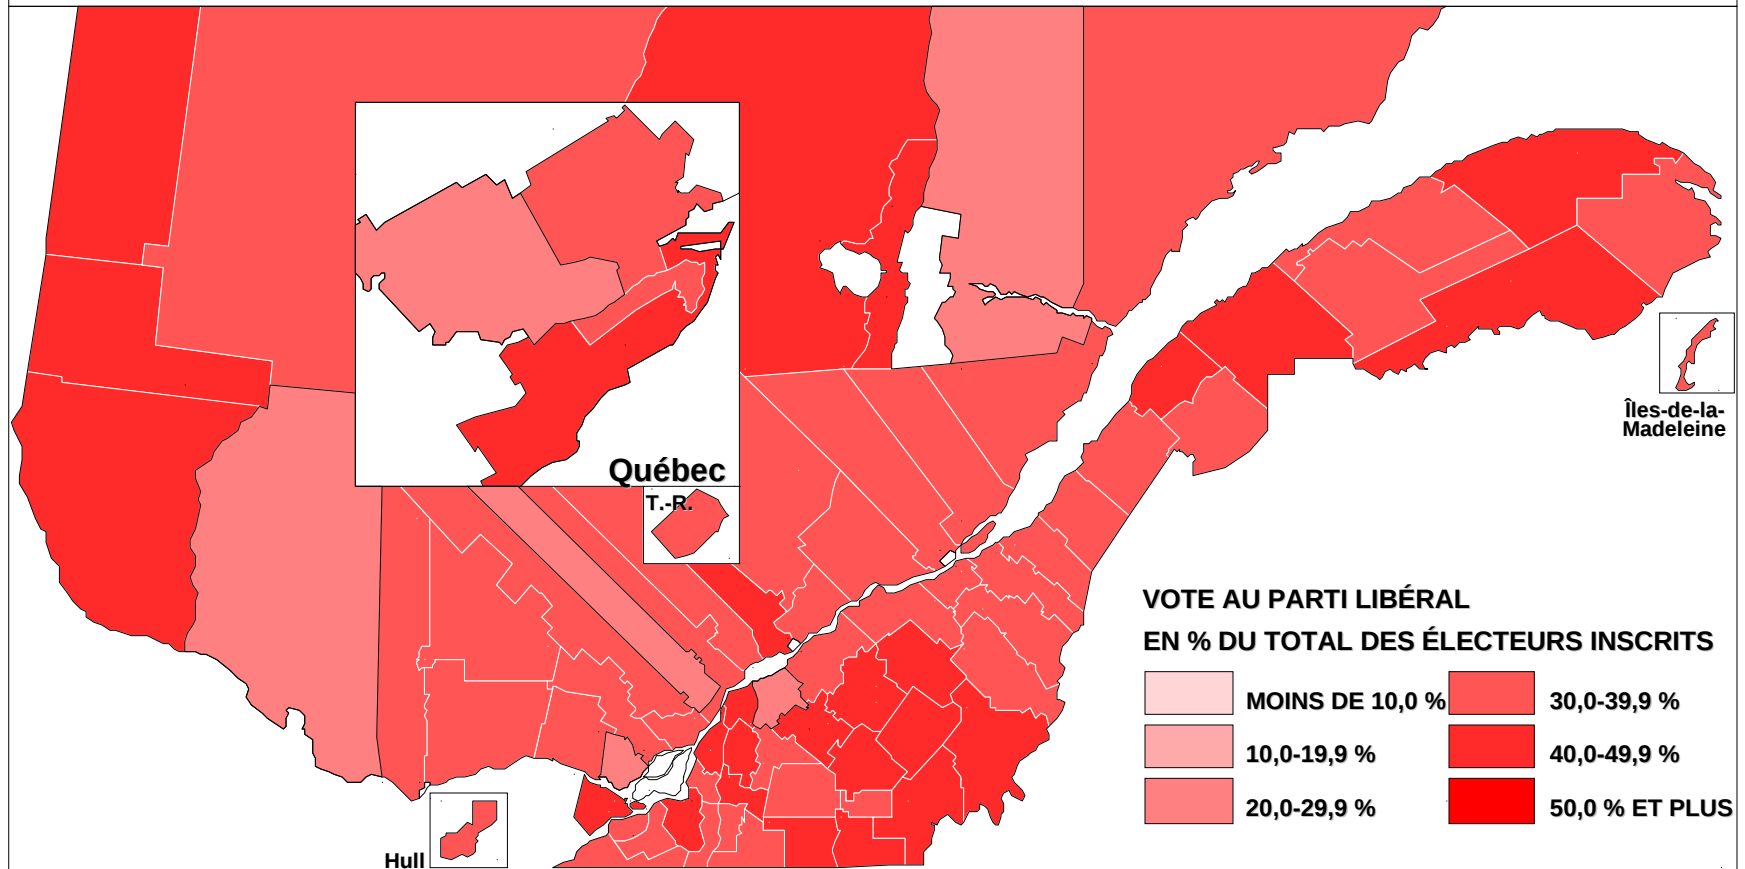 Québec
T.-R.
Îles-de-la-
Madeleine
VOTE AU PARTI LIBÉRAL
EN % DU TOTAL DES ÉLECTEURS INSCRITS
MOINS DE 10,0 %
30,0-39,9 %
10,0-19,9 %
40,0-49,9 %
20,0-29,9 %
50,0 % ET PLUS
Hull